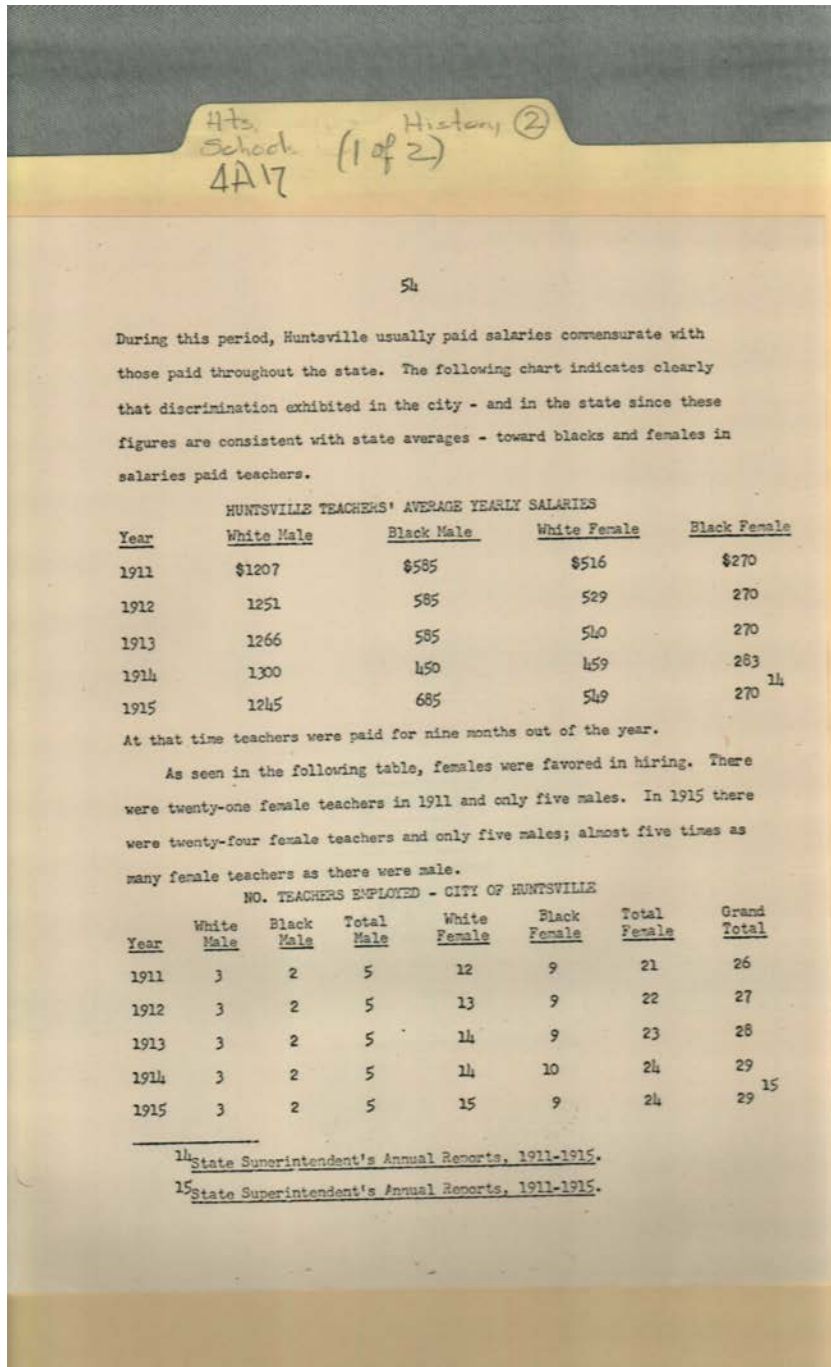 Hts. History ②
School (1 of 2)
4A17
54
During this period, Huntsville usually paid salaries commensurate with
those paid throughout the state. The following chart indicates clearly
that discrimination exhibited in the city - and in the state since these
figures are consistent with state averages - toward blacks and females in
salaries paid teachers.
HUNTSVILLE TEACHERS' AVERAGE YEARLY SALARIES
Year White Male Black Male White Female Black Female
1911 $1207 $585 $516 $270
1912 1251 585 529 270
1913 1266 585 540 270
1914 1300 450 459 283
1915 1245 685 549 270 14
At that time teachers were paid for nine months out of the year.
As seen in the following table, females were favored in hiring. There
were twenty-one female teachers in 1911 and only five males. In 1915 there
were twenty-four female teachers and only five males; almost five times as
many female teachers as there were male.
NO. TEACHERS EMPLOYED - CITY OF HUNTSVILLE
Year White Male Black Male Total Male White Female Black Female Total Female Grand Total
1911 3 2 5 12 9 21 26
1912 3 2 5 13 9 22 27
1913 3 2 5 14 9 23 28
1914 3 2 5 14 10 24 29
1915 3 2 5 15 9 24 29 15
14State Superintendent's Annual Reports, 1911-1915.
15State Superintendent's Annual Reports, 1911-1915.